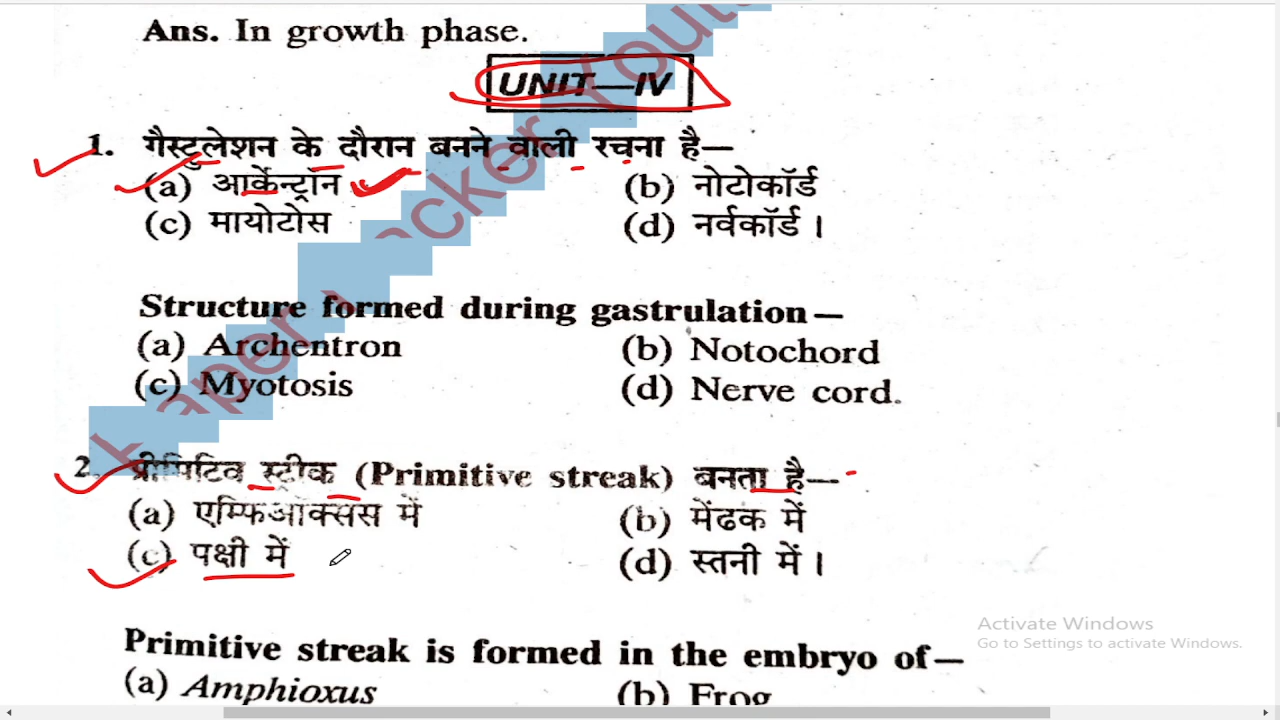 Ans. In growth phase.
UNIT—IV
1. गैस्टुलेशन के दौरान बनने वाली रचना है—
(a) आर्केन्ट्रॉन (b) नोटोकॉर्ड
(c) मायोटोस (d) नर्वकॉर्ड ।
Structure formed during gastrulation—
(a) Archentron (b) Notochord
(c) Myotosis (d) Nerve cord.
2. प्रीमिटिव स्ट्रीक (Primitive streak) बनता है—
(a) एम्फिऑक्सस में (b) मेंढक में
(c) पक्षी में (d) स्तनी में ।
Activate Windows
Go to Settings to activate Windows.
Primitive streak is formed in the embryo of—
(a) Amphioxus (b) Frog